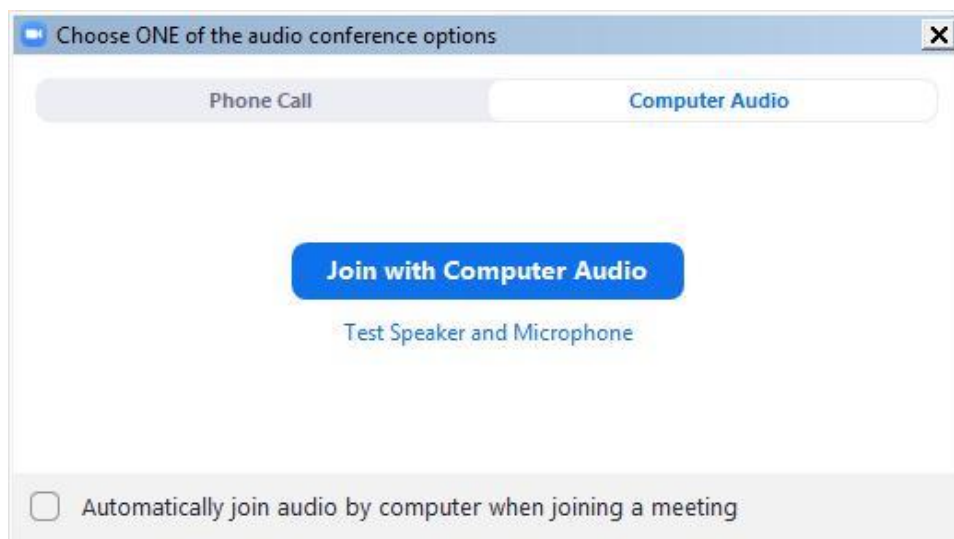 Choose ONE of the audio conference options
Phone Call
Computer Audio
Join with Computer Audio
Test Speaker and Microphone
Automatically join audio by computer when joining a meeting